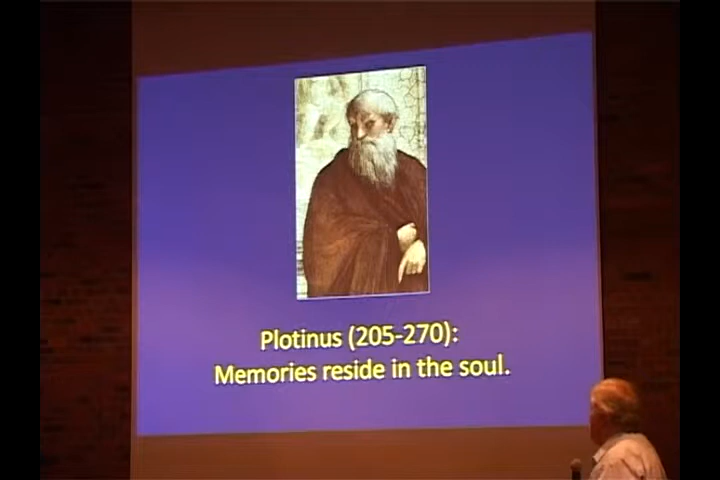 Plotinus (205-270):
Memories reside in the soul.